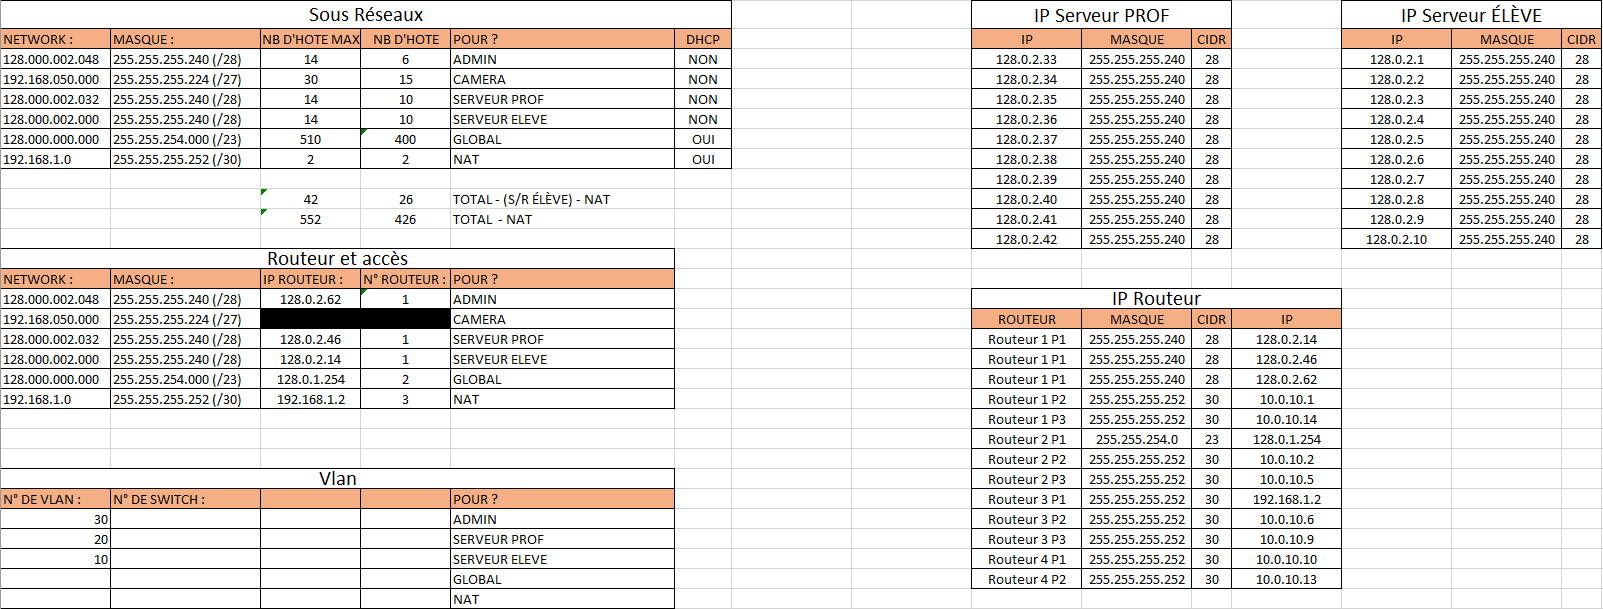 Sous Réseaux
NETWORK : MASQUE : NB D'HOTE MAX NB D'HOTE POUR ? DHCP
128.000.002.048 255.255.255.240 (/28) 14 6 ADMIN NON
192.168.050.000 255.255.255.224 (/27) 30 15 CAMERA NON
128.000.002.032 255.255.255.240 (/28) 14 10 SERVEUR PROF NON
128.000.002.000 255.255.255.240 (/28) 14 10 SERVEUR ELEVE NON
128.000.000.000 255.255.254.000 (/23) 510 400 GLOBAL OUI
192.168.1.0 255.255.255.252 (/30) 2 2 NAT OUI
42 26 TOTAL - (S/R ÉLÈVE) - NAT
552 426 TOTAL - NAT
Routeur et accès
NETWORK : MASQUE : IP ROUTEUR : N° ROUTEUR : POUR ?
128.000.002.048 255.255.255.240 (/28) 128.0.2.62 1 ADMIN
192.168.050.000 255.255.255.224 (/27) CAMERA
128.000.002.032 255.255.255.240 (/28) 128.0.2.46 1 SERVEUR PROF
128.000.002.000 255.255.255.240 (/28) 128.0.2.14 1 SERVEUR ELEVE
128.000.000.000 255.255.254.000 (/23) 128.0.1.254 2 GLOBAL
192.168.1.0 255.255.255.252 (/30) 192.168.1.2 3 NAT
Vlan
N° DE VLAN : N° DE SWITCH : POUR ?
30 ADMIN
20 SERVEUR PROF
10 SERVEUR ELEVE
GLOBAL
NAT
IP Serveur PROF
IP MASQUE CIDR
128.0.2.33 255.255.255.240 28
128.0.2.34 255.255.255.240 28
128.0.2.35 255.255.255.240 28
128.0.2.36 255.255.255.240 28
128.0.2.37 255.255.255.240 28
128.0.2.38 255.255.255.240 28
128.0.2.39 255.255.255.240 28
128.0.2.40 255.255.255.240 28
128.0.2.41 255.255.255.240 28
128.0.2.42 255.255.255.240 28
IP Serveur ÉLÈVE
IP MASQUE CIDR
128.0.2.1 255.255.255.240 28
128.0.2.2 255.255.255.240 28
128.0.2.3 255.255.255.240 28
128.0.2.4 255.255.255.240 28
128.0.2.5 255.255.255.240 28
128.0.2.6 255.255.255.240 28
128.0.2.7 255.255.255.240 28
128.0.2.8 255.255.255.240 28
128.0.2.9 255.255.255.240 28
128.0.2.10 255.255.255.240 28
IP Routeur
ROUTEUR MASQUE CIDR IP
Routeur 1 P1 255.255.255.240 28 128.0.2.14
Routeur 1 P1 255.255.255.240 28 128.0.2.46
Routeur 1 P1 255.255.255.240 28 128.0.2.62
Routeur 1 P2 255.255.255.252 30 10.0.10.1
Routeur 1 P3 255.255.255.252 30 10.0.10.14
Routeur 2 P1 255.255.254.0 23 128.0.1.254
Routeur 2 P2 255.255.255.252 30 10.0.10.2
Routeur 2 P3 255.255.255.252 30 10.0.10.5
Routeur 3 P1 255.255.255.252 30 192.168.1.2
Routeur 3 P2 255.255.255.252 30 10.0.10.6
Routeur 3 P3 255.255.255.252 30 10.0.10.9
Routeur 4 P1 255.255.255.252 30 10.0.10.10
Routeur 4 P2 255.255.255.252 30 10.0.10.13